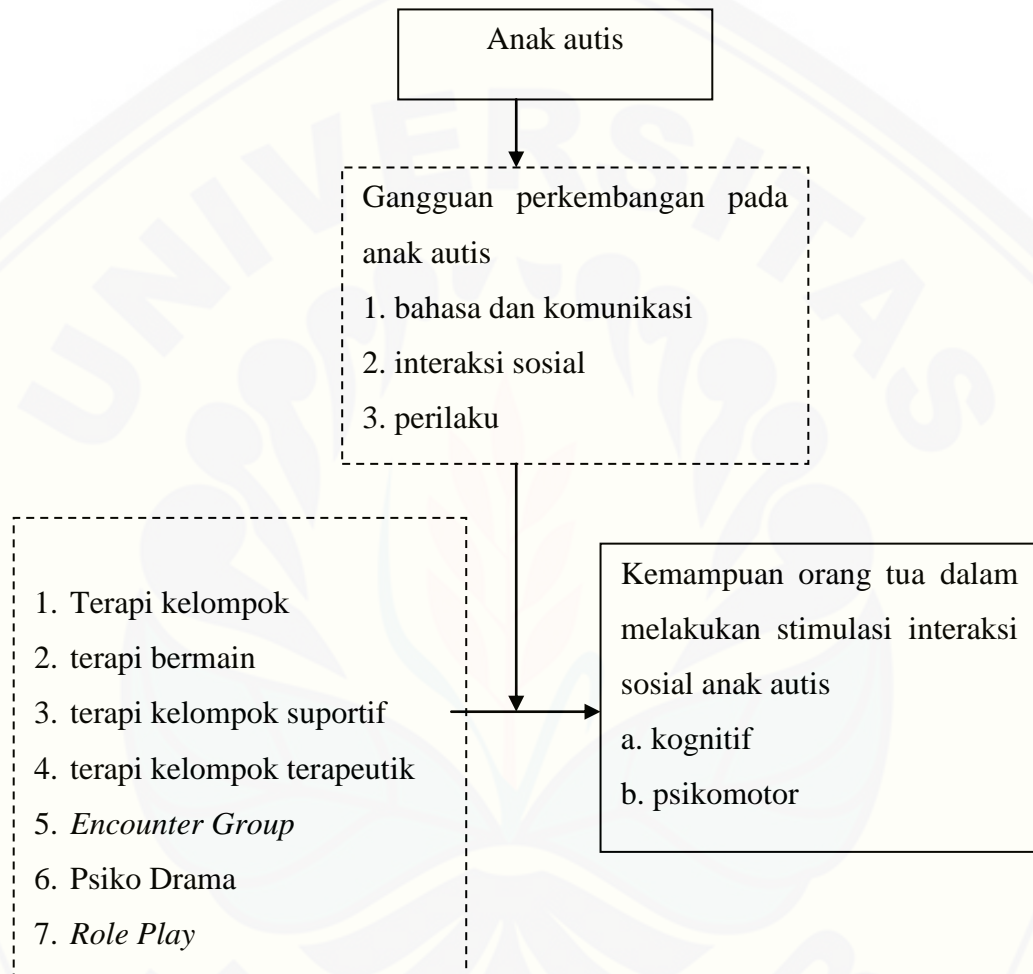 UNIVERSITAS
Anak autis
Gangguan perkembangan pada
anak autis
1. bahasa dan komunikasi
2. interaksi sosial
3. perilaku
1. Terapi kelompok
2. terapi bermain
3. terapi kelompok suportif
4. terapi kelompok terapeutik
5. Encounter Group
6. Psiko Drama
7. Role Play
Kemampuan orang tua dalam
melakukan stimulasi interaksi
sosial anak autis
a. kognitif
b. psikomotor